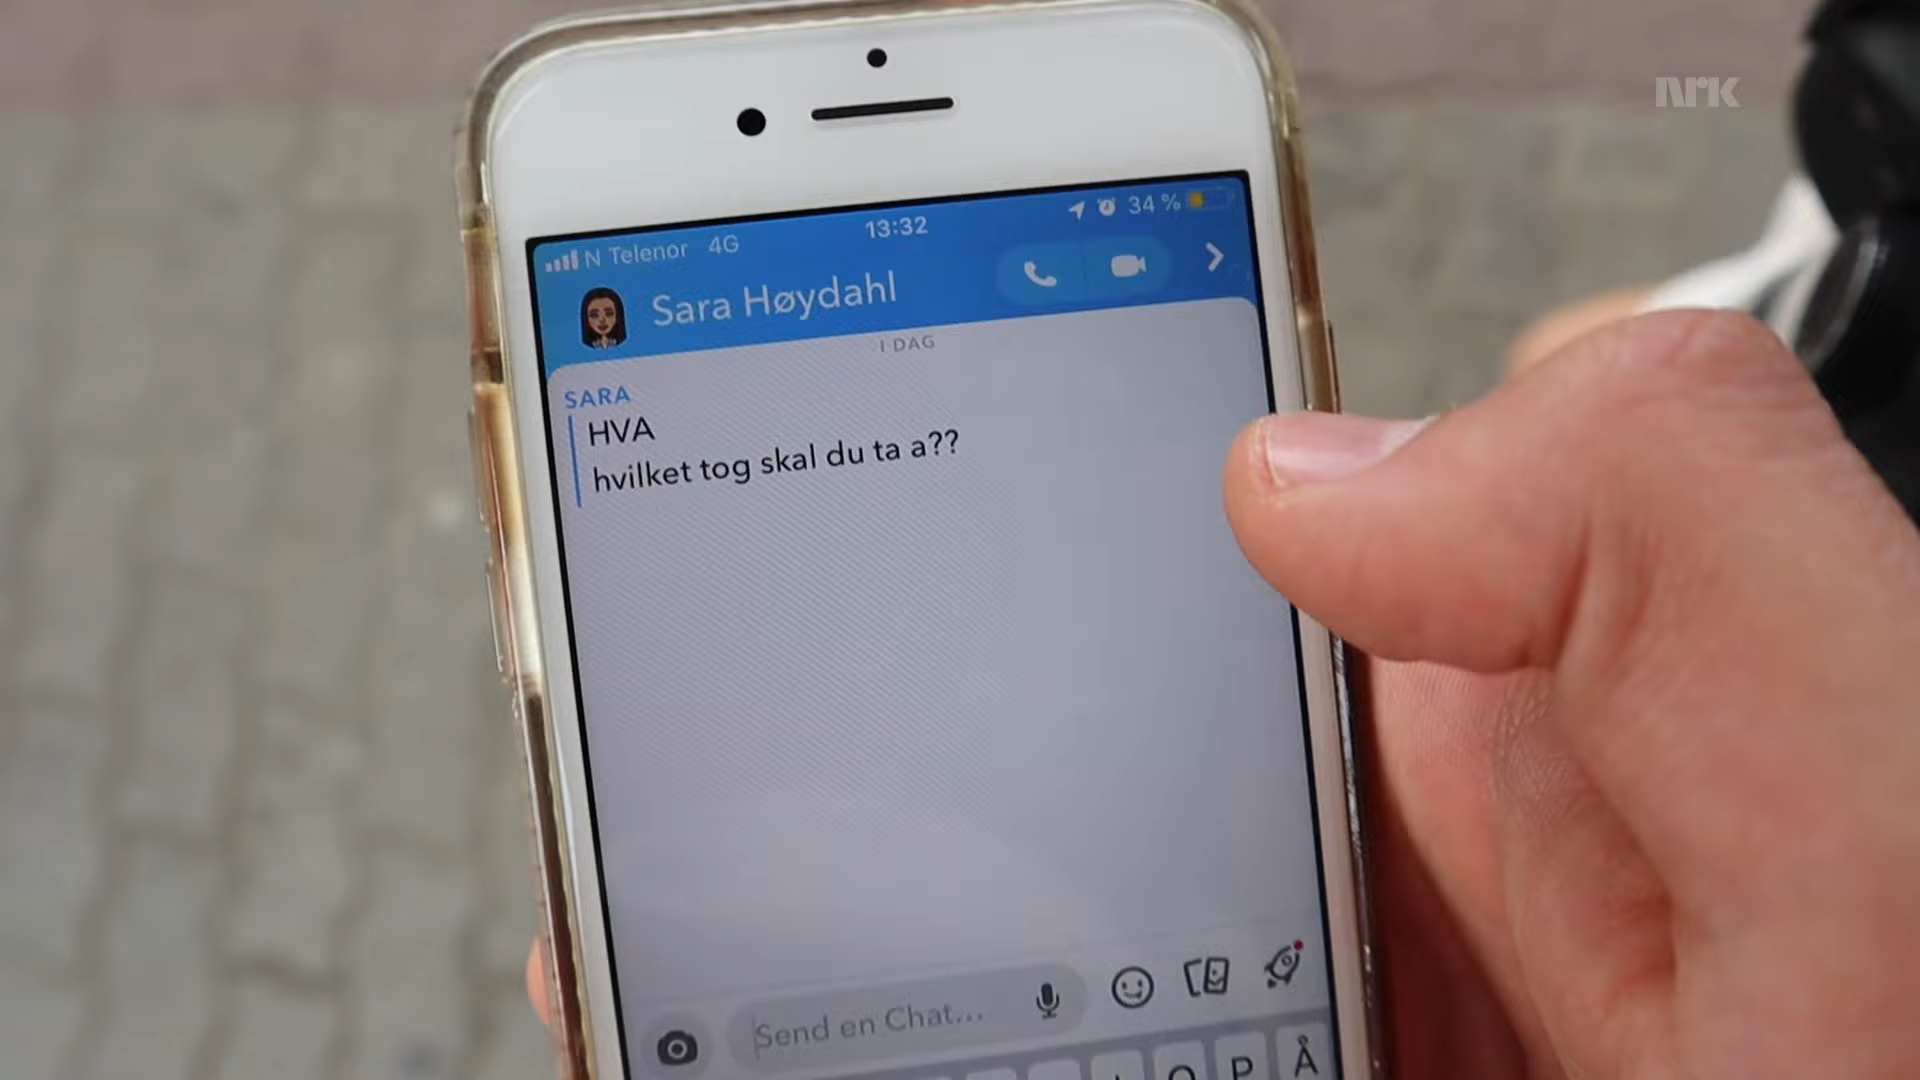 NRK
N Telenor 4G 13:32 34 %
Sara Høydahl
I DAG
SARA
HVA
hvilket tog skal du ta a??
Send en Chat...
O P Å